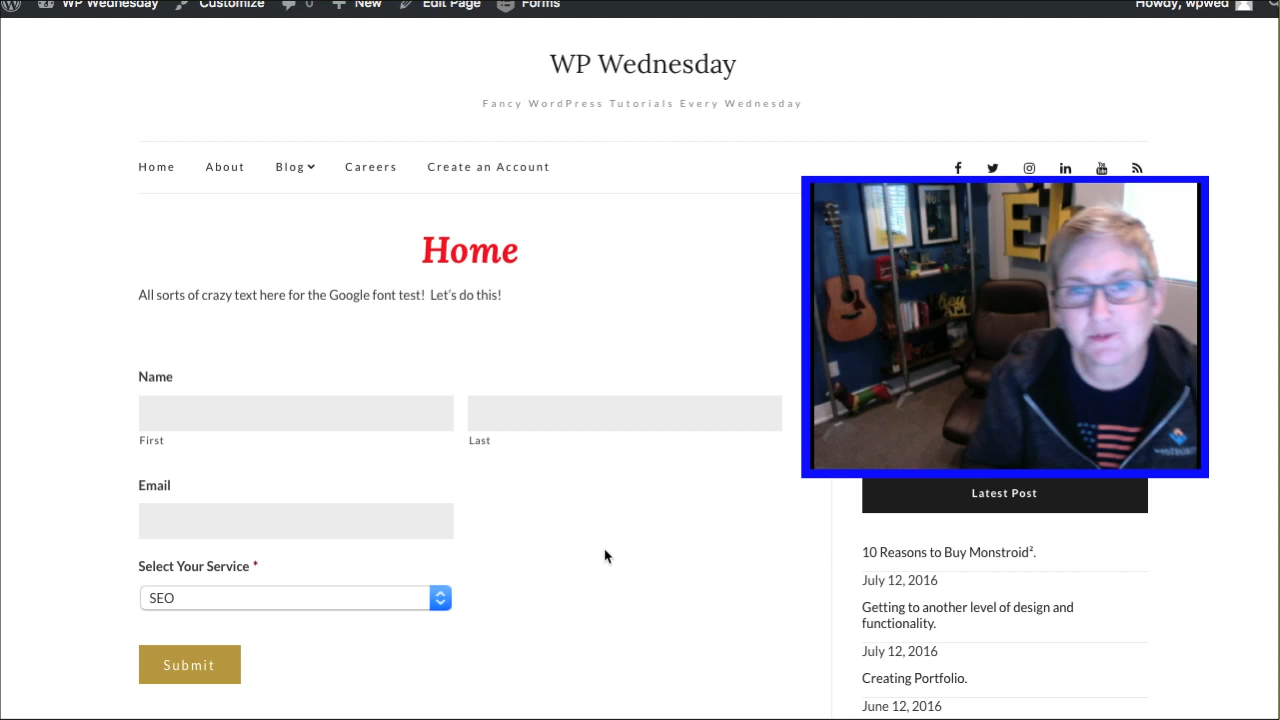 WP Wednesday Customize 0 New Edit Page Forms Howdy, wpwed
WP Wednesday
Fancy WordPress Tutorials Every Wednesday
Home About Blog Careers Create an Account
Home
All sorts of crazy text here for the Google font test! Let's do this!
Name
First Last
Email
Select Your Service *
SEO
Submit
hey
Latest Post
10 Reasons to Buy Monstroid².
July 12, 2016
Getting to another level of design and
functionality.
July 12, 2016
Creating Portfolio.
June 12, 2016